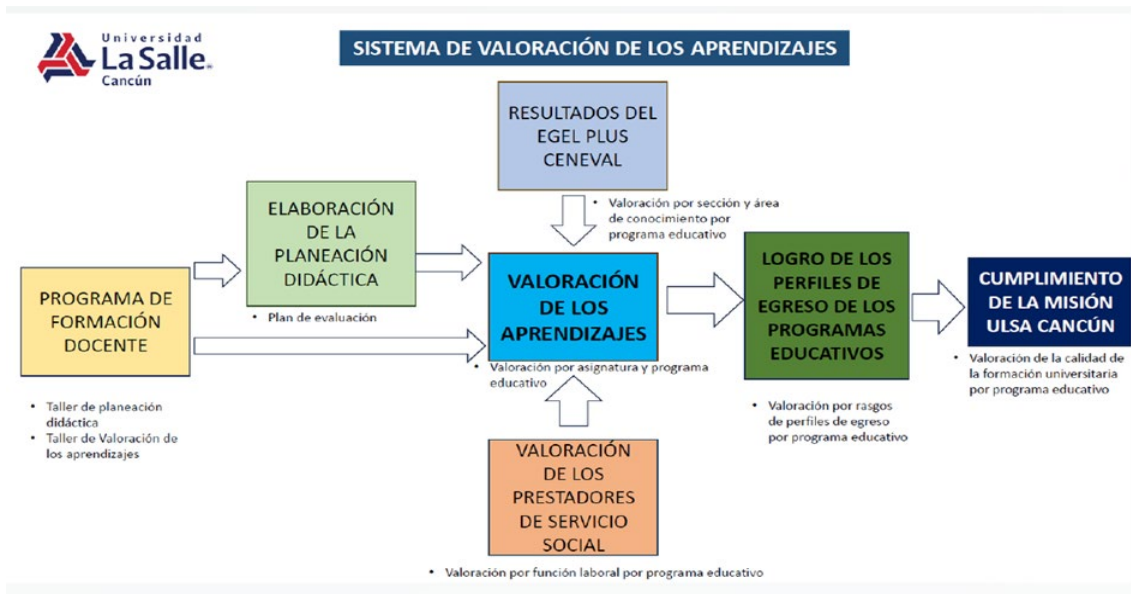 Universidad
La Salle®
Cancún
SISTEMA DE VALORACIÓN DE LOS APRENDIZAJES
RESULTADOS DEL
EGEL PLUS
CENEVAL
• Valoración por sección y área
de conocimiento por
programa educativo
ELABORACIÓN
DE LA
PLANEACIÓN
DIDÁCTICA
• Plan de evaluación
PROGRAMA DE
FORMACIÓN
DOCENTE
• Taller de planeación
didáctica
• Taller de Valoración de
los aprendizajes
VALORACIÓN
DE LOS
APRENDIZAJES
• Valoración por asignatura y programa
educativo
VALORACIÓN
DE LOS
PRESTADORES
DE SERVICIO
SOCIAL
• Valoración por función laboral por programa educativo
LOGRO DE LOS
PERFILES DE
EGRESO DE LOS
PROGRAMAS
EDUCATIVOS
• Valoración por rasgos
de perfiles de egreso
por programa educativo
CUMPLIMIENTO
DE LA MISIÓN
ULSA CANCÚN
• Valoración de la calidad de
la formación universitaria
por programa educativo